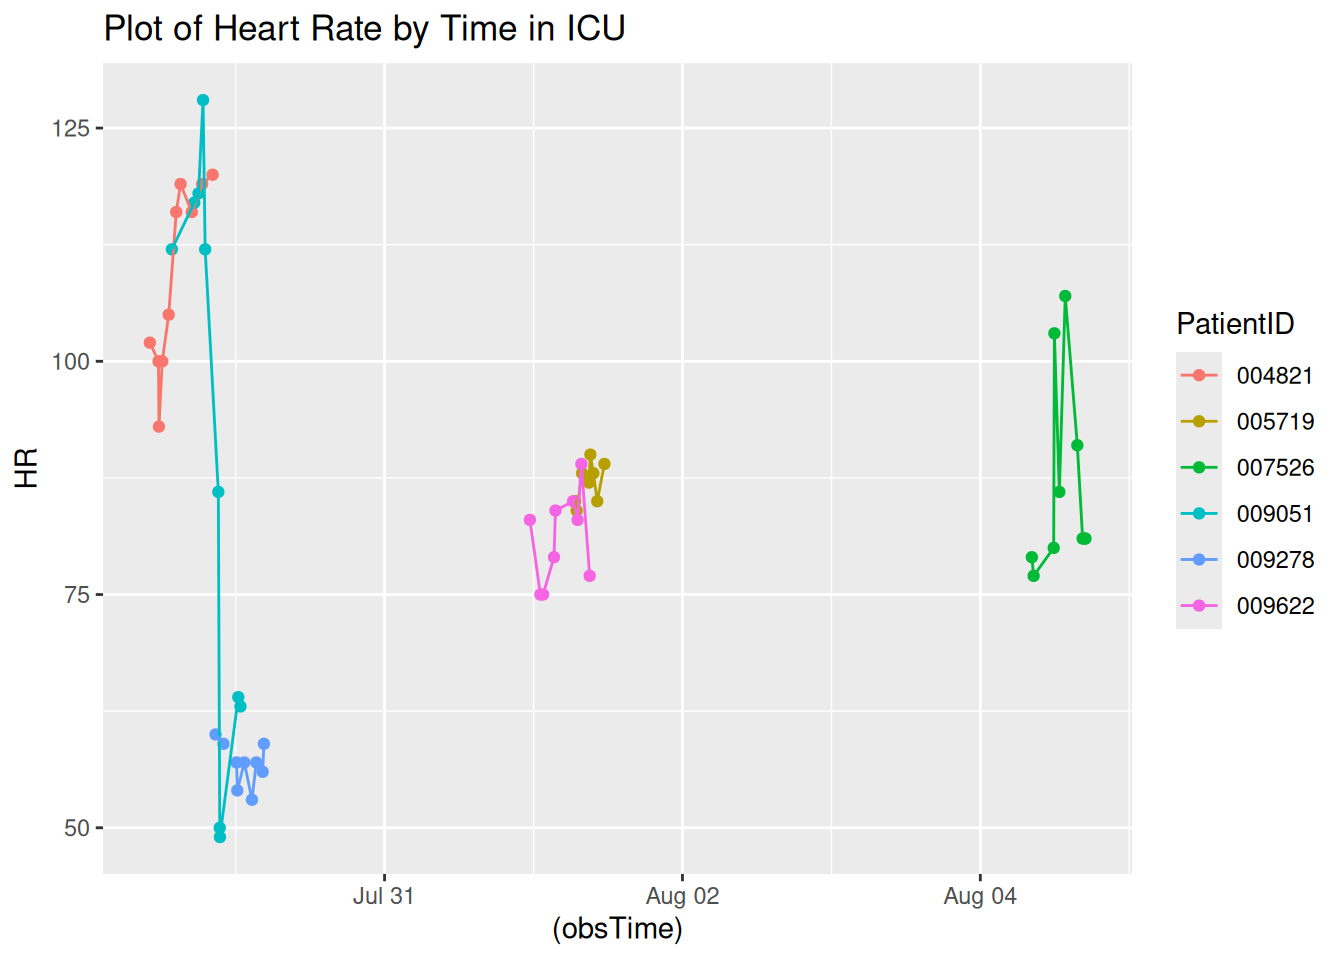 Plot of Heart Rate by Time in ICU
125
100
75
50
HR
Jul 31
Aug 02
Aug 04
(obsTime)
PatientID
004821
005719
007526
009051
009278
009622